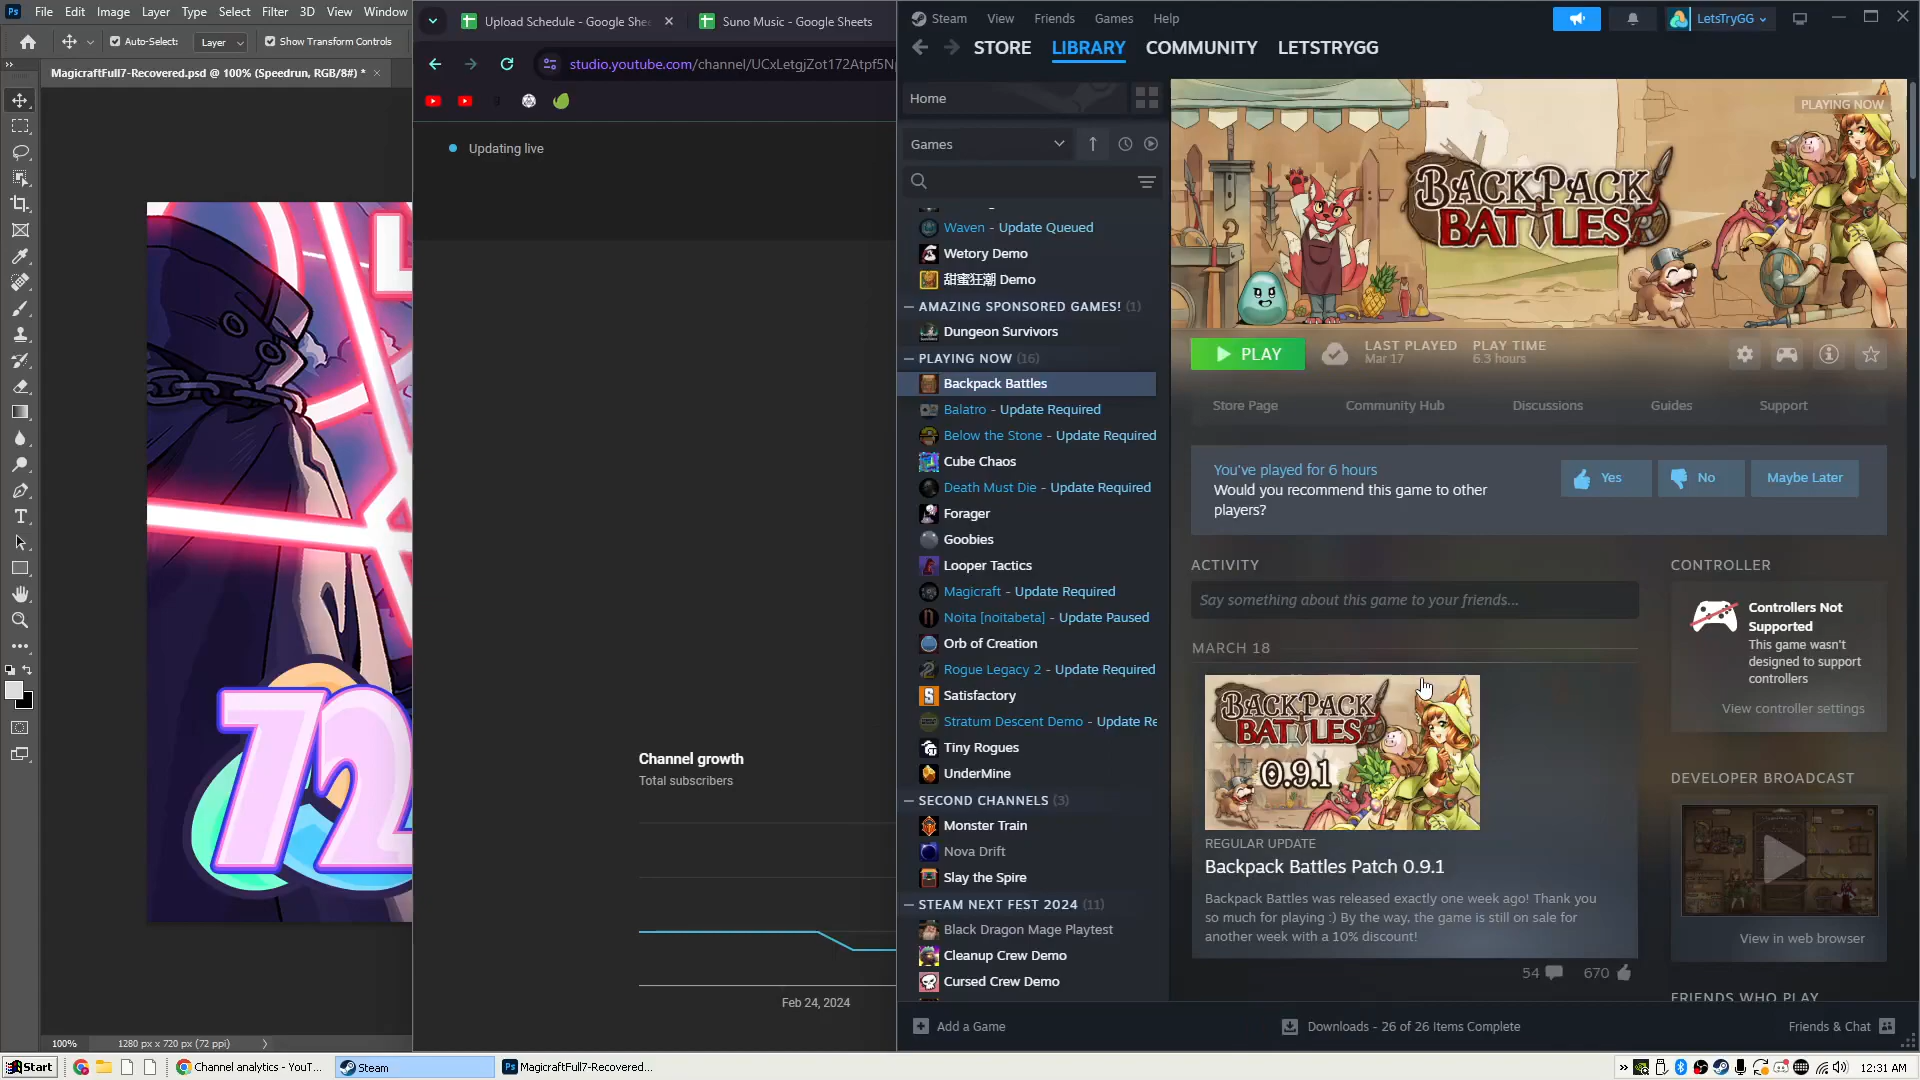 File Edit Image Layer Type Select Filter 3D View Window
Auto-Select: Layer Show Transform Controls
MagicraftFull7-Recovered.psd @ 100% (Speedrun, RGB/8#) *
72
100% 1280 px x 720 px (72 ppi)
Upload Schedule - Google She
Suno Music - Google Sheets
studio.youtube.com/channel/UCxLetgjZot172Atpf5N
Updating live
Channel growth
Total subscribers
Feb 24, 2024
Steam View Friends Games Help
LetsTryGG
STORE LIBRARY COMMUNITY LETSTRYGG
Home
Games
Waven - Update Queued
Wetory Demo
甜蜜狂潮 Demo
AMAZING SPONSORED GAMES! (1)
Dungeon Survivors
PLAYING NOW (16)
Backpack Battles
Balatro - Update Required
Below the Stone - Update Required
Cube Chaos
Death Must Die - Update Required
Forager
Goobies
Looper Tactics
Magicraft - Update Required
Noita [noitabeta] - Update Paused
Orb of Creation
Rogue Legacy 2 - Update Required
Satisfactory
Stratum Descent Demo - Update Re
Tiny Rogues
UnderMine
SECOND CHANNELS (3)
Monster Train
Nova Drift
Slay the Spire
STEAM NEXT FEST 2024 (11)
Black Dragon Mage Playtest
Cleanup Crew Demo
Cursed Crew Demo
Add a Game
PLAYING NOW
BACKPACK
BATTLES
PLAY
LAST PLAYED
Mar 17
PLAY TIME
6.3 hours
Store Page Community Hub Discussions Guides Support
You've played for 6 hours
Would you recommend this game to other
players?
Yes No Maybe Later
ACTIVITY
Say something about this game to your friends...
MARCH 18
BACKPACK
BATTLES
0.9.1
REGULAR UPDATE
Backpack Battles Patch 0.9.1
Backpack Battles was released exactly one week ago! Thank you
so much for playing :) By the way, the game is still on sale for
another week with a 10% discount!
54 670
CONTROLLER
Controllers Not
Supported
This game wasn't
designed to support
controllers
View controller settings
DEVELOPER BROADCAST
View in web browser
FRIENDS WHO PLAY
Downloads - 26 of 26 Items Complete
Friends & Chat
Start
Channel analytics - YouT...
Steam
MagicraftFull7-Recovered...
12:31 AM